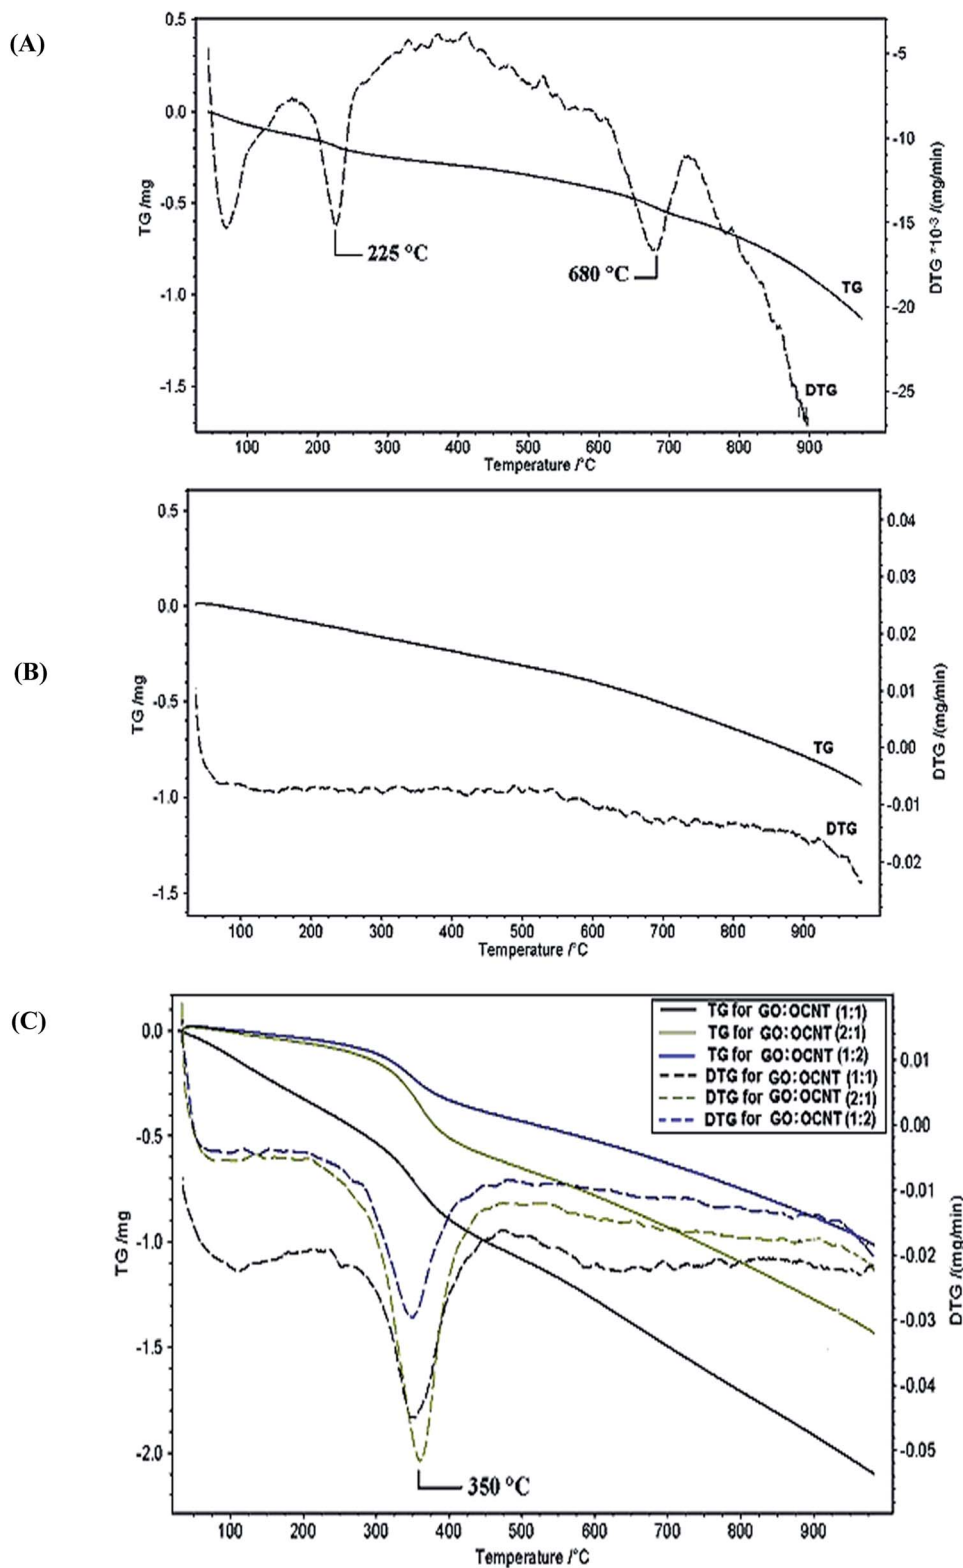 (A)
0.5
0.0
-0.5
-1.0
-1.5
TG /mg
-5
-10
-15
-20
-25
DTG *10-3 /(mg/min)
225 °C
680 °C
TG
DTG
100 200 300 400 500 600 700 800 900
Temperature /°C
(B)
0.5
0.0
-0.5
-1.0
-1.5
TG /mg
0.04
0.03
0.02
0.01
0.00
-0.01
-0.02
DTG /(mg/min)
TG
DTG
100 200 300 400 500 600 700 800 900
Temperature /°C
(C)
0.0
-0.5
-1.0
-1.5
-2.0
TG /mg
TG for GO:OCNT (1:1)
TG for GO:OCNT (2:1)
TG for GO:OCNT (1:2)
DTG for GO:OCNT (1:1)
DTG for GO:OCNT (2:1)
DTG for GO:OCNT (1:2)
0.01
0.00
-0.01
-0.02
-0.03
-0.04
-0.05
DTG /(mg/min)
350 °C
100 200 300 400 500 600 700 800 900
Temperature /°C